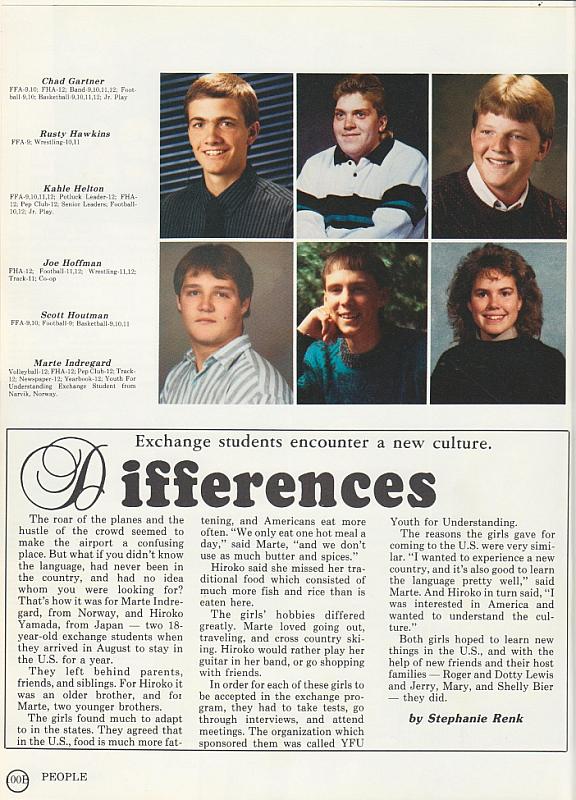 Chad Gartner
FFA-9,10; FHA-12; Band-9,10,11,12; Foot-
ball-9,10; Basketball-9,10,11,12; Jr. Play
Rusty Hawkins
FFA-9; Wrestling-10,11
Kahle Helton
FFA-9,10,11,12; Potluck Leader-12; FHA-
12; Pep Club-12; Senior Leaders; Football-
10,12; Jr. Play.
Joe Hoffman
FHA-12; Football-11,12; Wrestling-11,12;
Track-11; Co-op
Scott Houtman
FFA-9,10; Football-9; Basketball-9,10,11
Marte Indregard
Volleyball-12; FHA-12; Pep Club-12; Track-
12; Newspaper-12; Yearbook-12; Youth For
Understanding Exchange Student from
Narvik, Norway.
Exchange students encounter a new culture.
Differences
The roar of the planes and the
hustle of the crowd seemed to
make the airport a confusing
place. But what if you didn't know
the language, had never been in
the country, and had no idea
whom you were looking for?
That's how it was for Marte Indre-
gard, from Norway, and Hiroko
Yamada, from Japan — two 18-
year-old exchange students when
they arrived in August to stay in
the U.S. for a year.
They left behind parents,
friends, and siblings. For Hiroko it
was an older brother, and for
Marte, two younger brothers.
The girls found much to adapt
to in the states. They agreed that
in the U.S., food is much more fat-
tening, and Americans eat more
often. "We only eat one hot meal a
day," said Marte, "and we don't
use as much butter and spices."
Hiroko said she missed her tra-
ditional food which consisted of
much more fish and rice than is
eaten here.
The girls' hobbies differed
greatly. Marte loved going out,
traveling, and cross country ski-
ing. Hiroko would rather play her
guitar in her band, or go shopping
with friends.
In order for each of these girls to
be accepted in the exchange pro-
gram, they had to take tests, go
through interviews, and attend
meetings. The organization which
sponsored them was called YFU
Youth for Understanding.
The reasons the girls gave for
coming to the U.S. were very simi-
lar. "I wanted to experience a new
country, and it's also good to learn
the language pretty well," said
Marte. And Hiroko in turn said, "I
was interested in America and
wanted to understand the cul-
ture."
Both girls hoped to learn new
things in the U.S., and with the
help of new friends and their host
families — Roger and Dotty Lewis
and Jerry, Mary, and Shelly Bier
— they did.
by Stephanie Renk
PEOPLE